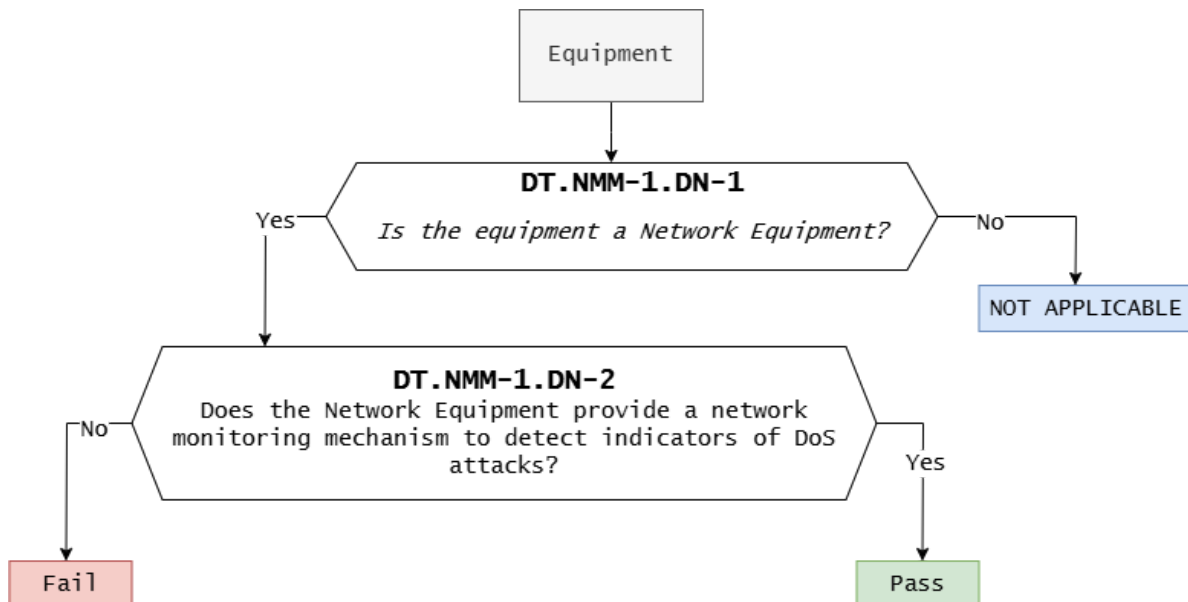 Equipment
DT.NMM-1.DN-1
Is the equipment a Network Equipment?
Yes
No
NOT APPLICABLE
DT.NMM-1.DN-2
Does the Network Equipment provide a network
monitoring mechanism to detect indicators of DoS
attacks?
No
Yes
Fail
Pass